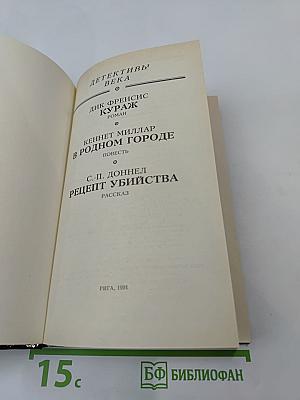 ДЕТЕКТИВЫ
ВЕКА
ДИК ФРЕНСИС
КУРАЖ
РОМАН
КЕННЕТ МИЛЛАР
В РОДНОМ ГОРОДЕ
ПОВЕСТЬ
С.-П. ДОННЕЛ
РЕЦЕПТ УБИЙСТВА
РАССКАЗ
РИГА, 1991
15 с
БФ БИБЛИОФАН